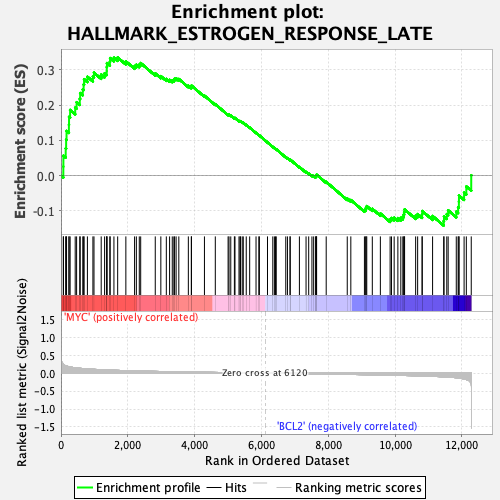 Enrichment plot:
HALLMARK_ESTROGEN_RESPONSE_LATE
Enrichment score (ES)
0.3
0.2
0.1
0.0
-0.1
'MYC' (positively correlated)
Ranked list metric (Signal2Noise)
1.5
1.0
0.5
0.0
-0.5
-1.0
-1.5
Zero cross at 6120
'BCL2' (negatively correlated)
0
2,000
4,000
6,000
8,000
10,000
12,000
Rank in Ordered Dataset
Enrichment profile
Hits
Ranking metric scores